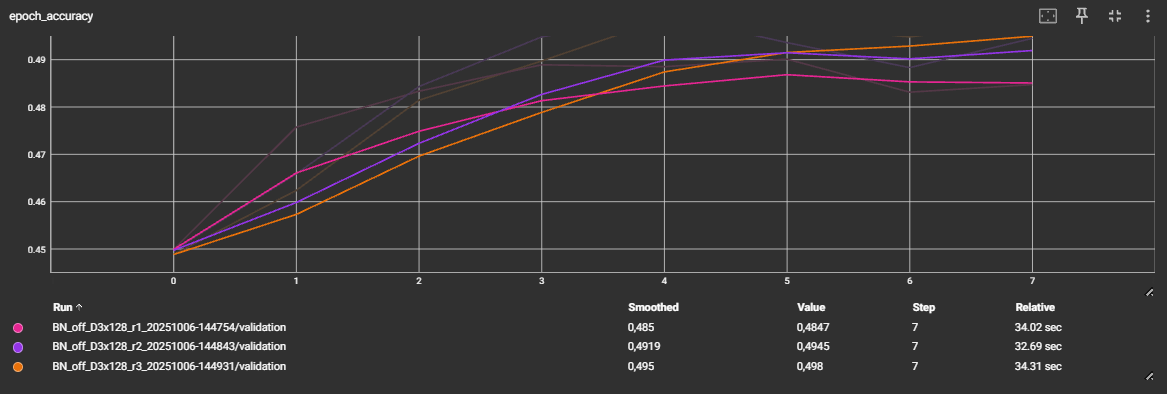 epoch_accuracy
0.49
0.48
0.47
0.46
0.45
0 1 2 3 4 5 6 7
Run ↑ Smoothed Value Step Relative
BN_off_D3x128_r1_20251006-144754/validation 0,485 0,4847 7 34.02 sec
BN_off_D3x128_r2_20251006-144843/validation 0,4919 0,4945 7 32.69 sec
BN_off_D3x128_r3_20251006-144931/validation 0,495 0,498 7 34.31 sec